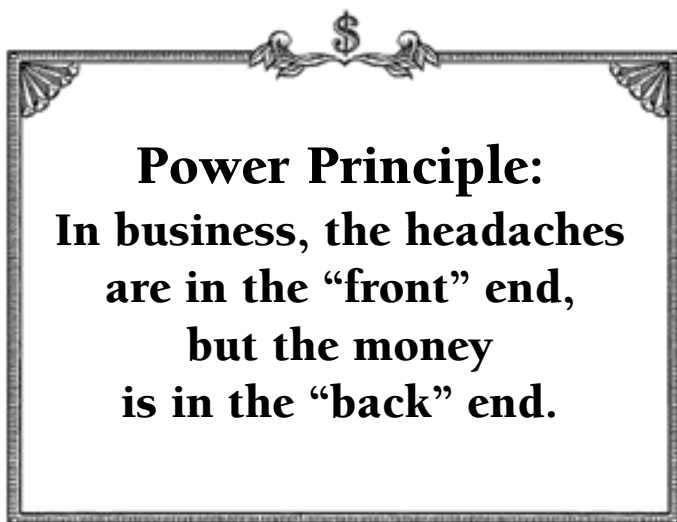 $
Power Principle:
In business, the headaches
are in the “front” end,
but the money
is in the “back” end.